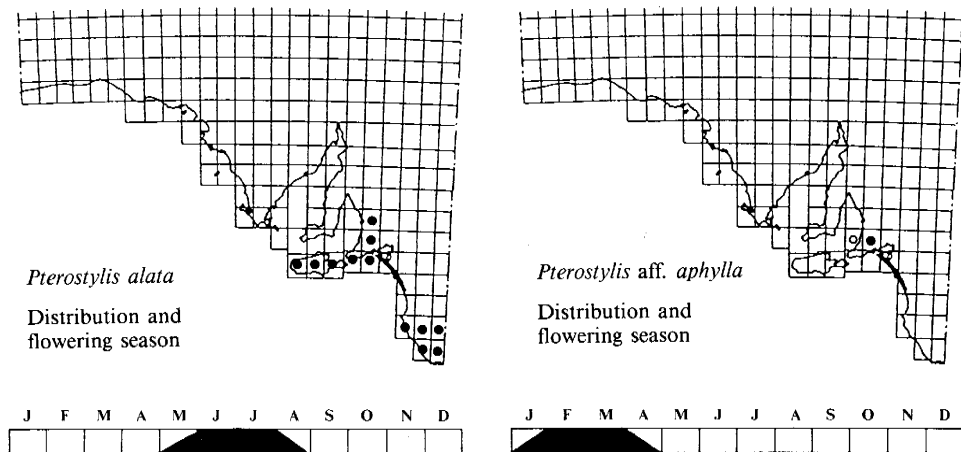 Pterostylis alata
Distribution and
flowering season
J F M A M J J A S O N D
Pterostylis aff. aphylla
Distribution and
flowering season
J F M A M J J A S O N D